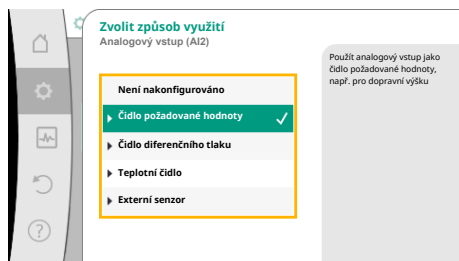 Zvolit způsob využití
Analogový vstup (AI2)
Použít analogový vstup jako
čidlo požadované hodnoty,
např. pro dopravní výšku
Není nakonfigurováno
Čidlo požadované hodnoty
Čidlo diferenčního tlaku
Teplotní čidlo
Externí senzor